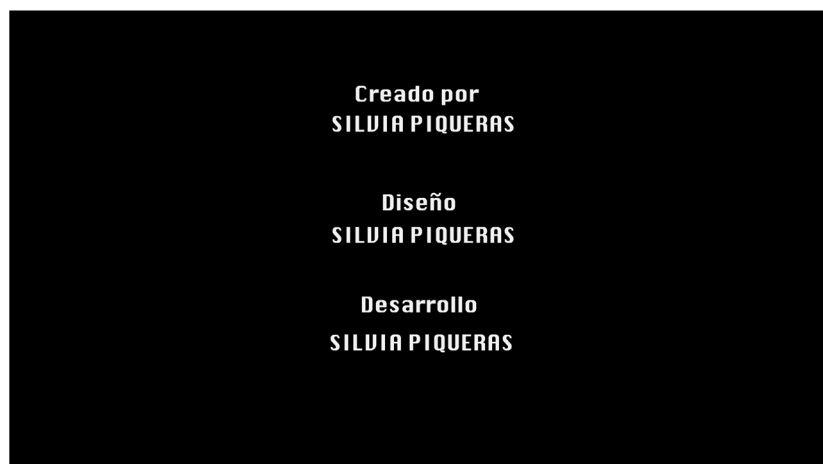 Creado por
SILVIA PIQUERAS
Diseño
SILVIA PIQUERAS
Desarrollo
SILVIA PIQUERAS